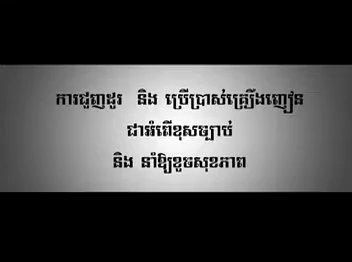 ការជួញដូរ និង ប្រើប្រាស់គ្រឿងញៀន
ជាអំពើខុសច្បាប់
និង នាំឱ្យខូចសុខភាព